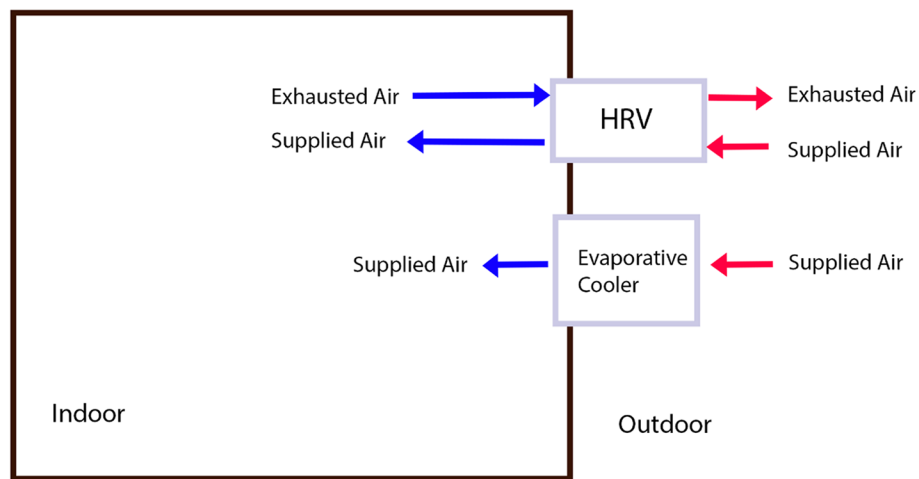 Exhausted Air
HRV
Exhausted Air
Supplied Air
Supplied Air
Supplied Air
Evaporative
Cooler
Supplied Air
Indoor
Outdoor